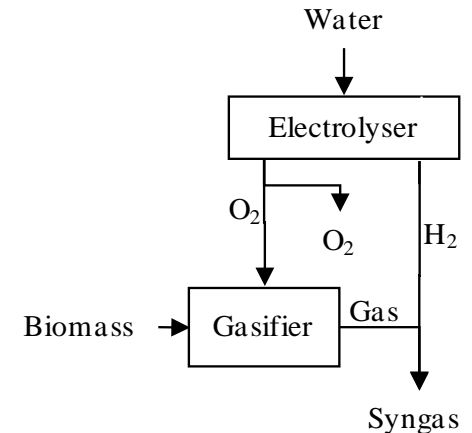 Water
Electrolyser
O₂
O₂
H₂
Gas
Biomass
Gasifier
Syngas